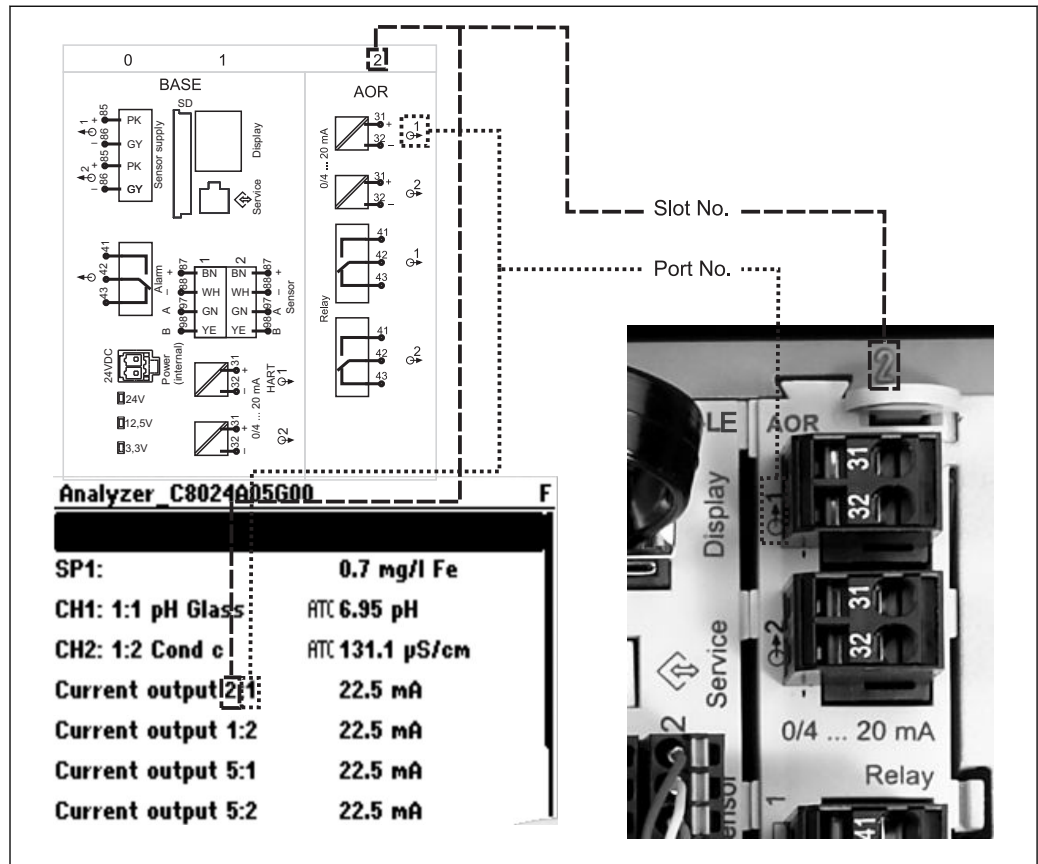 0 1 2
BASE
AOR
SD
1
+ 85 PK
− 86 GY
2
+ 85 PK
− 86 GY
Sensor supply
Display
Service
31 +
32 −
1
0/4 ... 20 mA
31 +
32 −
2
41
42
43
Alarm
1 2
+ 87 BN BN 87 +
− 88 WH WH 88 −
A 97 GN GN 97 A
B 98 YE YE 98 B
Sensor
41
42
43
1
Relay
41
42
43
2
24VDC
Power
(internal)
24V
12,5V
3,3V
31 +
32 −
HART
1
0/4 ... 20 mA
31 +
32 −
2
Slot No.
Port No.
Analyzer_C8024A05G00 F
SP1: 0.7 mg/l Fe
CH1: 1:1 pH Glass ATC 6.95 pH
CH2: 1:2 Cond c ATC 131.1 µS/cm
Current output 2:1 22.5 mA
Current output 1:2 22.5 mA
Current output 5:1 22.5 mA
Current output 5:2 22.5 mA
2
LE AOR
Display
1
31
32
Service
2
31
32
0/4 ... 20 mA
Relay
2
1
41